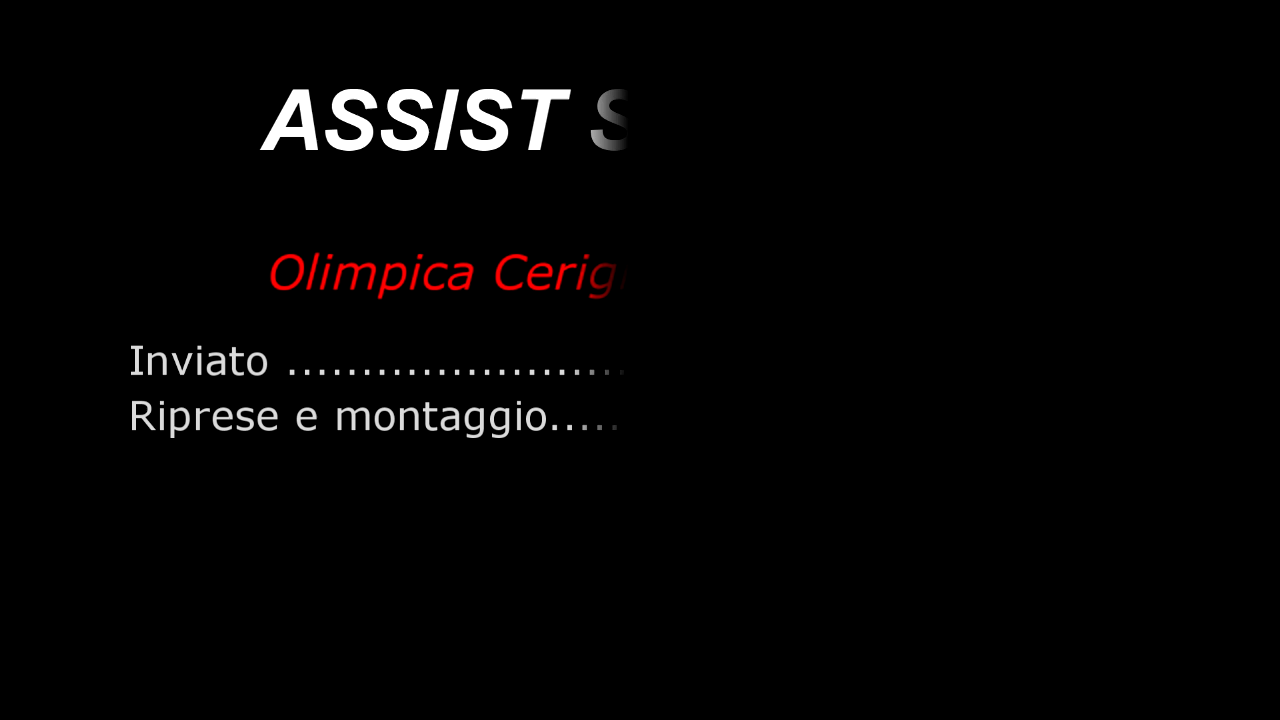 ASSIST S
Olimpica Cerig
Inviato .......................
Riprese e montaggio.....